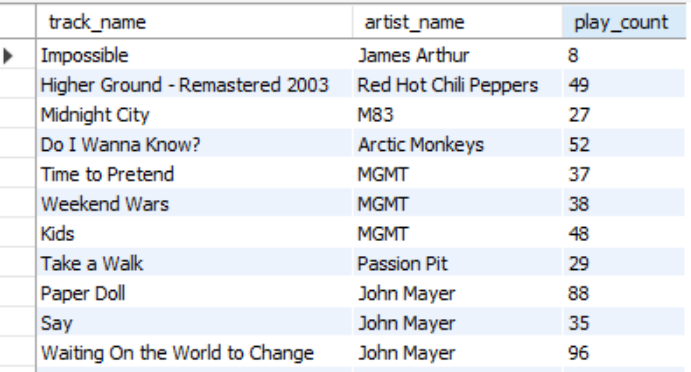 track_name artist_name play_count
Impossible James Arthur 8
Higher Ground - Remastered 2003 Red Hot Chili Peppers 49
Midnight City M83 27
Do I Wanna Know? Arctic Monkeys 52
Time to Pretend MGMT 37
Weekend Wars MGMT 38
Kids MGMT 48
Take a Walk Passion Pit 29
Paper Doll John Mayer 88
Say John Mayer 35
Waiting On the World to Change John Mayer 96